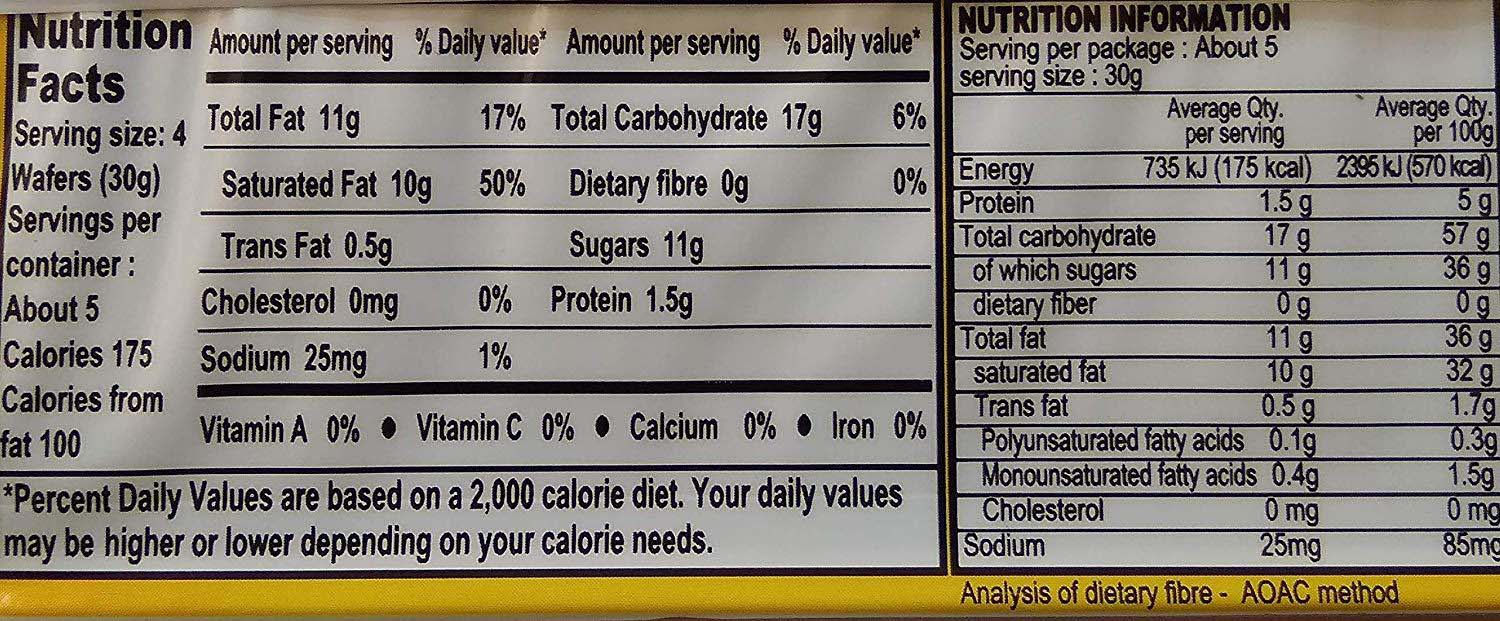 Nutrition
Facts
Serving size: 4
Wafers (30g)
Servings per
container :
About 5
Calories 175
Calories from
fat 100
Amount per serving % Daily value* Amount per serving % Daily value*
Total Fat 11g 17% Total Carbohydrate 17g 6%
Saturated Fat 10g 50% Dietary fibre 0g 0%
Trans Fat 0.5g Sugars 11g
Cholesterol 0mg 0% Protein 1.5g
Sodium 25mg 1%
Vitamin A 0% ● Vitamin C 0% ● Calcium 0% ● Iron 0%
*Percent Daily Values are based on a 2,000 calorie diet. Your daily values
may be higher or lower depending on your calorie needs.
NUTRITION INFORMATION
Serving per package : About 5
serving size : 30g
Average Qty. Average Qty.
per serving per 100g
Energy 735 kJ (175 kcal) 2395 kJ (570 kcal)
Protein 1.5 g 5 g
Total carbohydrate 17 g 57 g
of which sugars 11 g 36 g
dietary fiber 0 g 0 g
Total fat 11 g 36 g
saturated fat 10 g 32 g
Trans fat 0.5 g 1.7g
Polyunsaturated fatty acids 0.1g 0.3g
Monounsaturated fatty acids 0.4g 1.5g
Cholesterol 0 mg 0 mg
Sodium 25mg 85mg
Analysis of dietary fibre - AOAC method